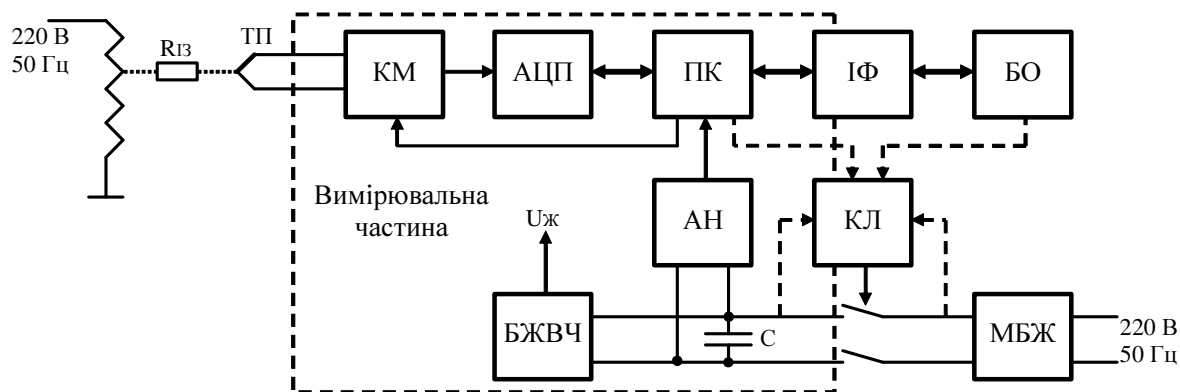 220 В
50 Гц
RІЗ
ТП
КМ
АЦП
ПК
ІФ
БО
Вимірювальна
частина
Uж
АН
КЛ
БЖВЧ
С
МБЖ
220 В
50 Гц